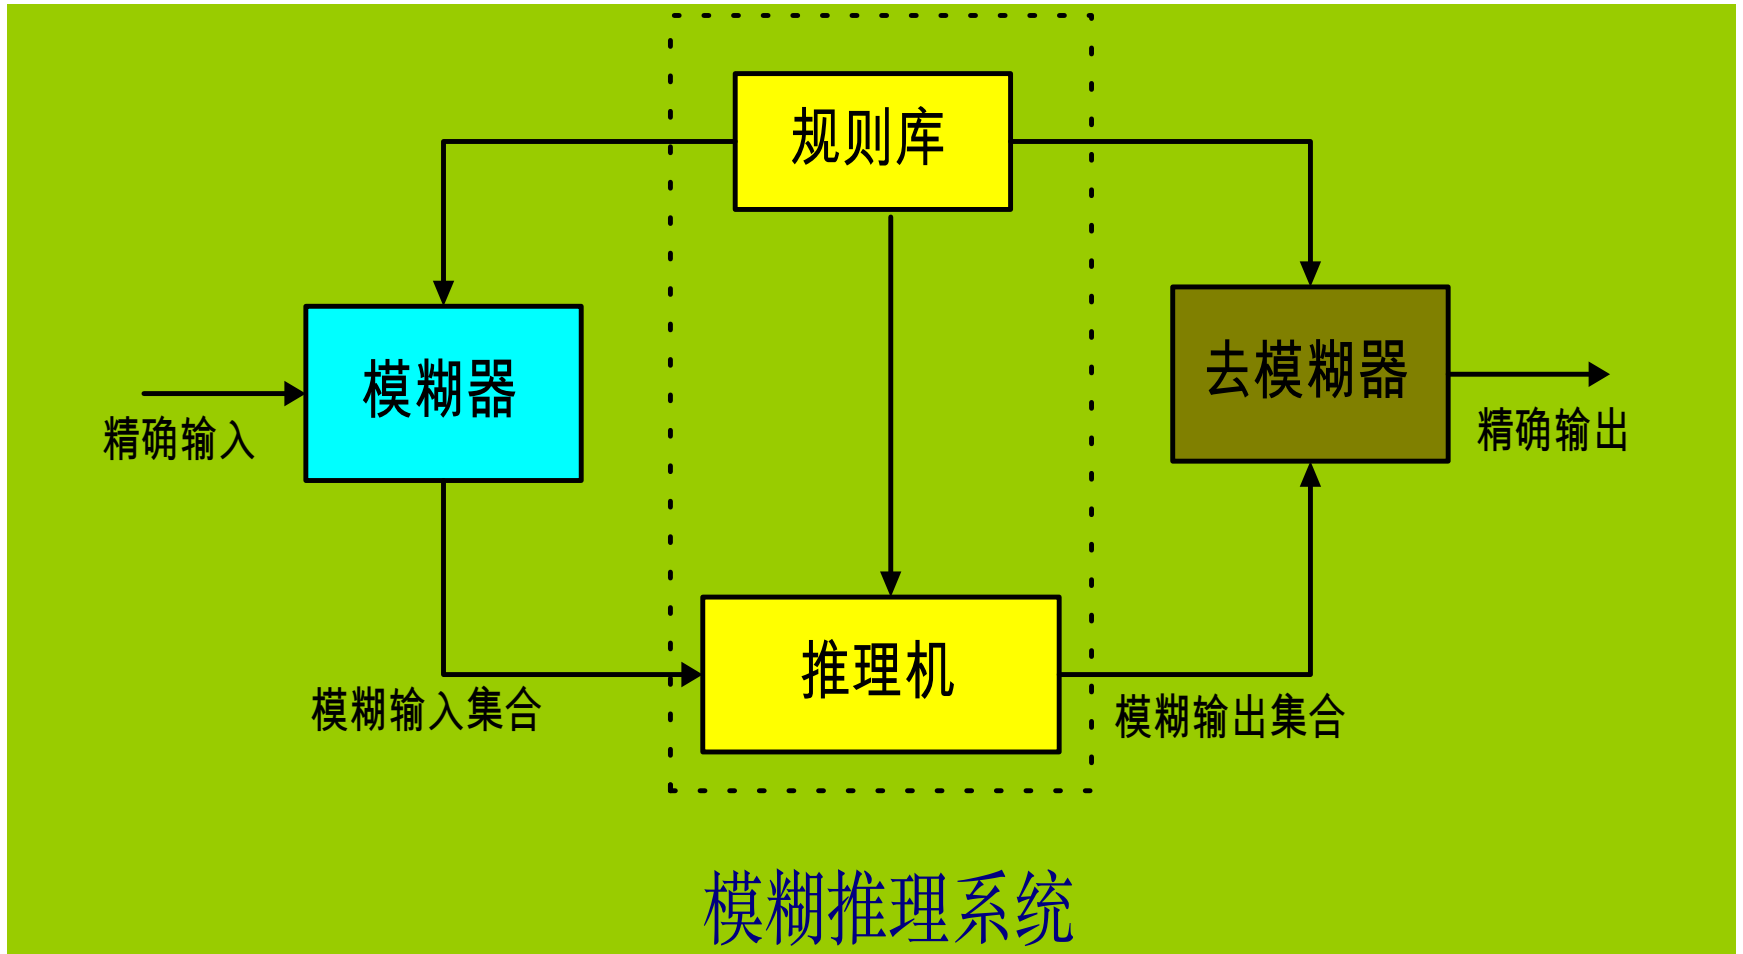 规则库
模糊器
去模糊器
精确输入
精确输出
推理机
模糊输入集合
模糊输出集合
模糊推理系统